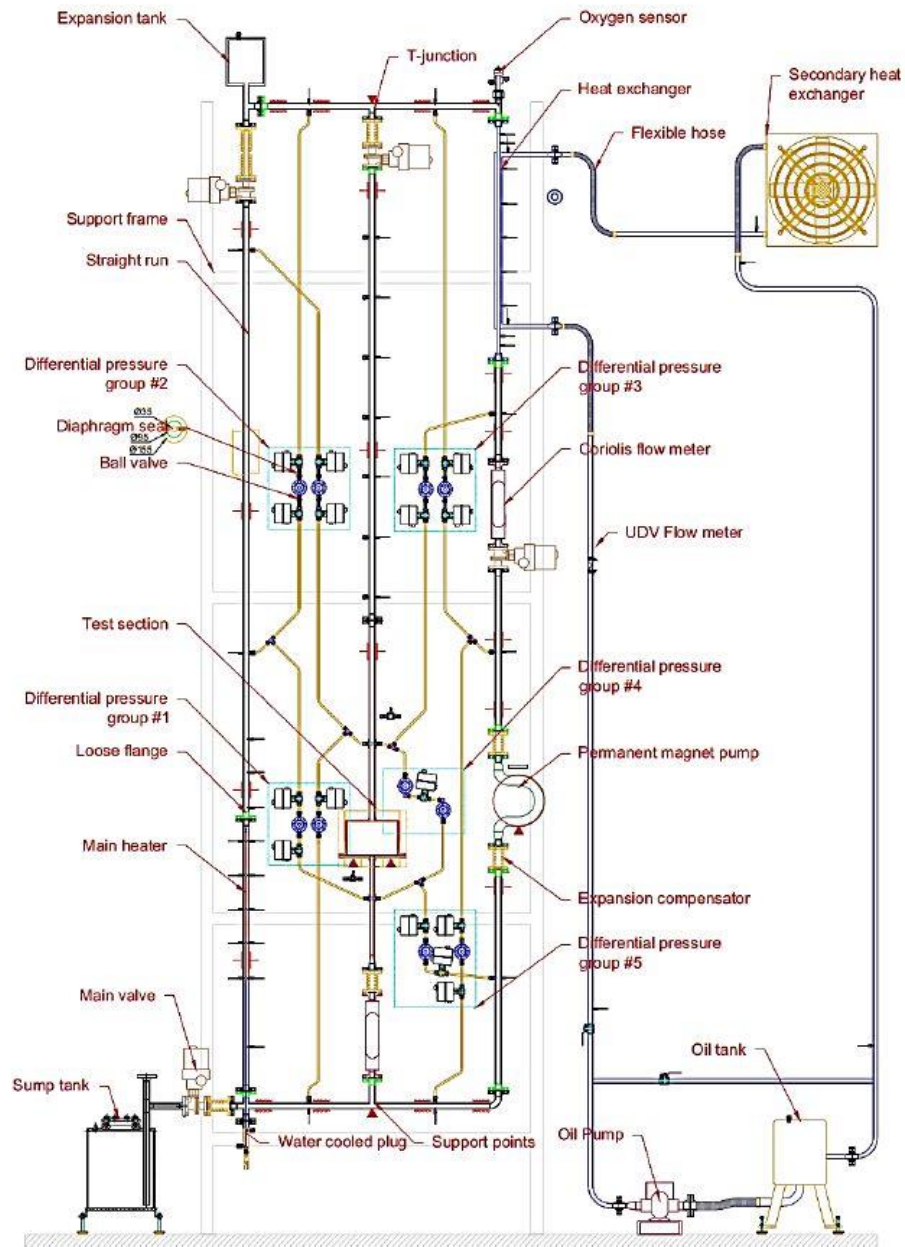 Expansion tank
Oxygen sensor
T-junction
Secondary heat
exchanger
Heat exchanger
Flexible hose
Support frame
Straight run
Differential pressure
group #2
Differential pressure
group #3
Ø35
Diaphragm seal
Ø95
Ø155
Ball valve
Coriolis flow meter
UDV Flow meter
Test section
Differential pressure
group #4
Differential pressure
group #1
Loose flange
Permanent magnet pump
Main heater
Expansion compensator
Differential pressure
group #5
Main valve
Oil tank
Sump tank
Water cooled plug
Support points
Oil Pump